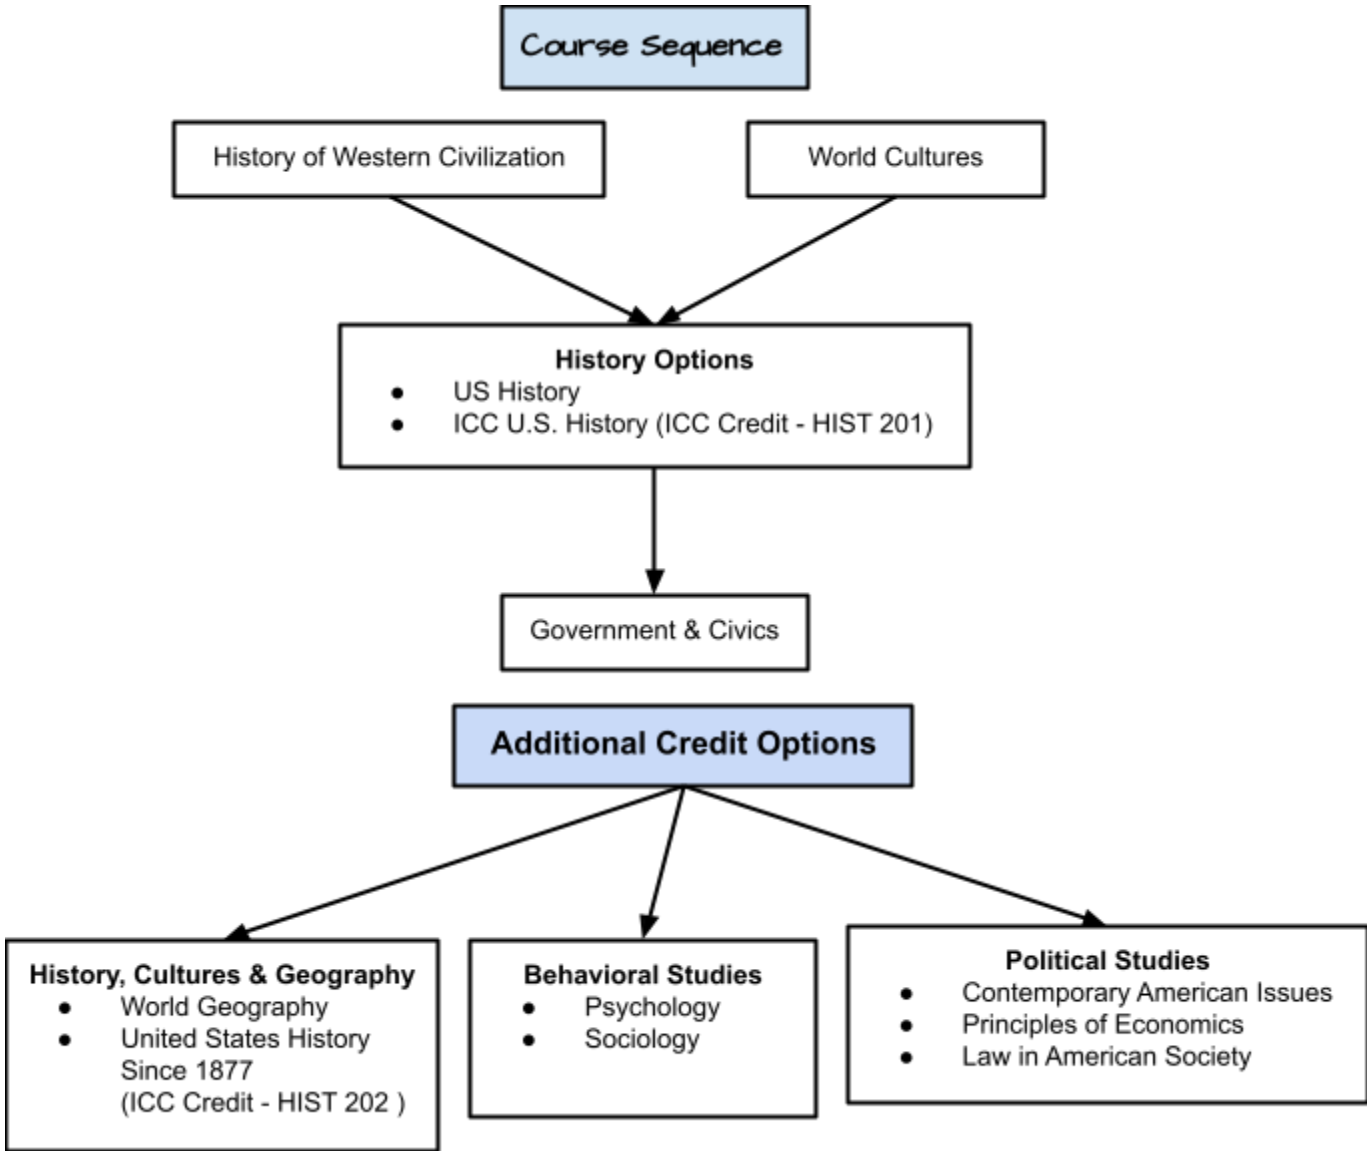 Course Sequence
History of Western Civilization
World Cultures
History Options
● US History
● ICC U.S. History (ICC Credit - HIST 201)
Government & Civics
Additional Credit Options
History, Cultures & Geography
● World Geography
● United States History
Since 1877
(ICC Credit - HIST 202 )
Behavioral Studies
● Psychology
● Sociology
Political Studies
● Contemporary American Issues
● Principles of Economics
● Law in American Society